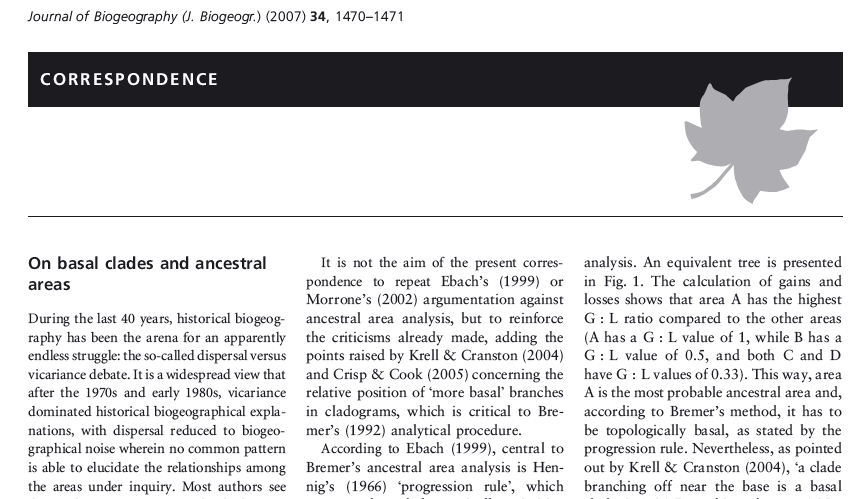 Journal of Biogeography (J. Biogeogr.) (2007) 34, 1470–1471
CORRESPONDENCE
On basal clades and ancestral
areas
During the last 40 years, historical biogeog-
raphy has been the arena for an apparently
endless struggle: the so-called dispersal versus
vicariance debate. It is a widespread view that
after the 1970s and early 1980s, vicariance
dominated historical biogeographical expla-
nations, with dispersal reduced to biogeo-
graphical noise wherein no common pattern
is able to elucidate the relationships among
the areas under inquiry. Most authors see
It is not the aim of the present corres-
pondence to repeat Ebach's (1999) or
Morrone's (2002) argumentation against
ancestral area analysis, but to reinforce
the criticisms already made, adding the
points raised by Krell & Cranston (2004)
and Crisp & Cook (2005) concerning the
relative position of 'more basal' branches
in cladograms, which is critical to Bre-
mer's (1992) analytical procedure.
According to Ebach (1999), central to
Bremer's ancestral area analysis is Hen-
nig's (1966) 'progression rule', which
analysis. An equivalent tree is presented
in Fig. 1. The calculation of gains and
losses shows that area A has the highest
G : L ratio compared to the other areas
(A has a G : L value of 1, while B has a
G : L value of 0.5, and both C and D
have G : L values of 0.33). This way, area
A is the most probable ancestral area and,
according to Bremer's method, it has to
be topologically basal, as stated by the
progression rule. Nevertheless, as pointed
out by Krell & Cranston (2004), 'a clade
branching off near the base is a basal